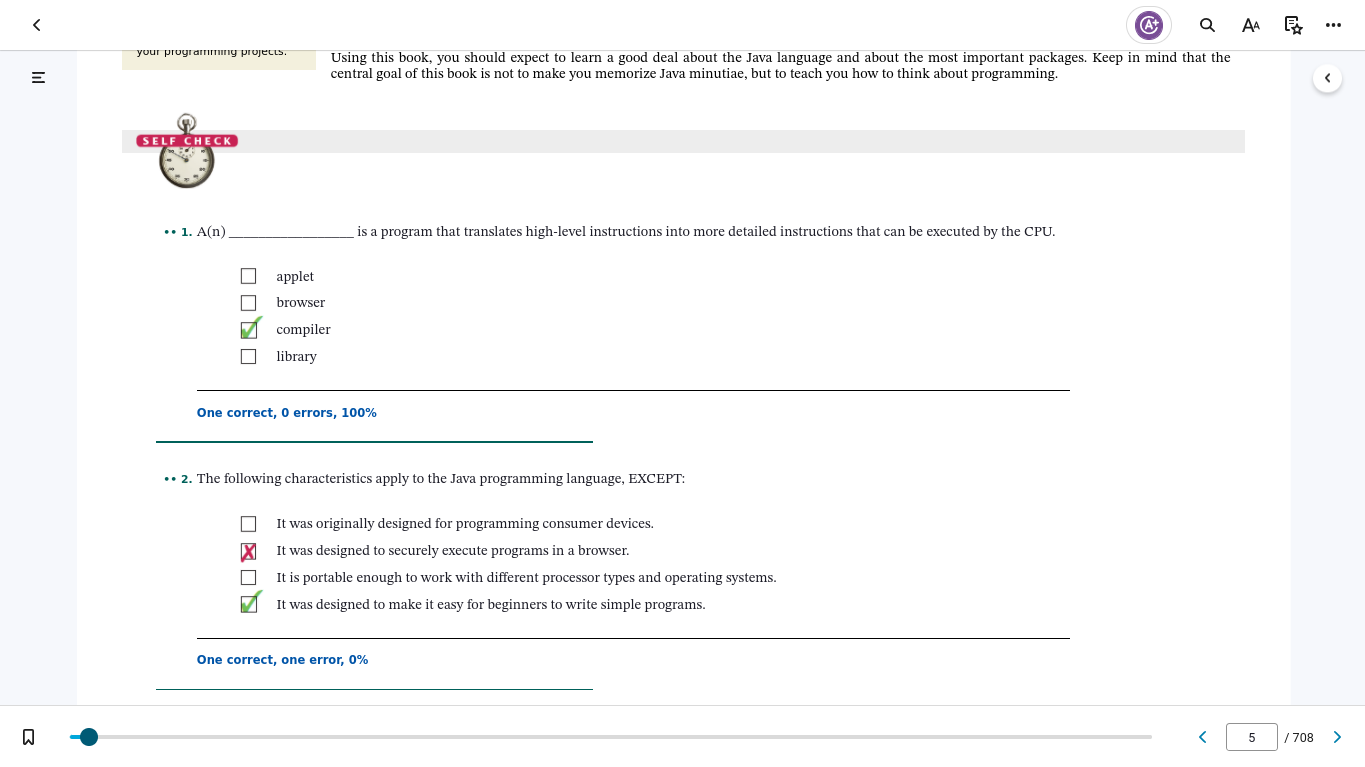 A+
AA
your programming projects.
Using this book, you should expect to learn a good deal about the Java language and about the most important packages. Keep in mind that the
central goal of this book is not to make you memorize Java minutiae, but to teach you how to think about programming.
SELF CHECK
•• 1. A(n) __________________ is a program that translates high-level instructions into more detailed instructions that can be executed by the CPU.
applet
browser
compiler
library
One correct, 0 errors, 100%
•• 2. The following characteristics apply to the Java programming language, EXCEPT:
It was originally designed for programming consumer devices.
It was designed to securely execute programs in a browser.
It is portable enough to work with different processor types and operating systems.
It was designed to make it easy for beginners to write simple programs.
One correct, one error, 0%
5 / 708